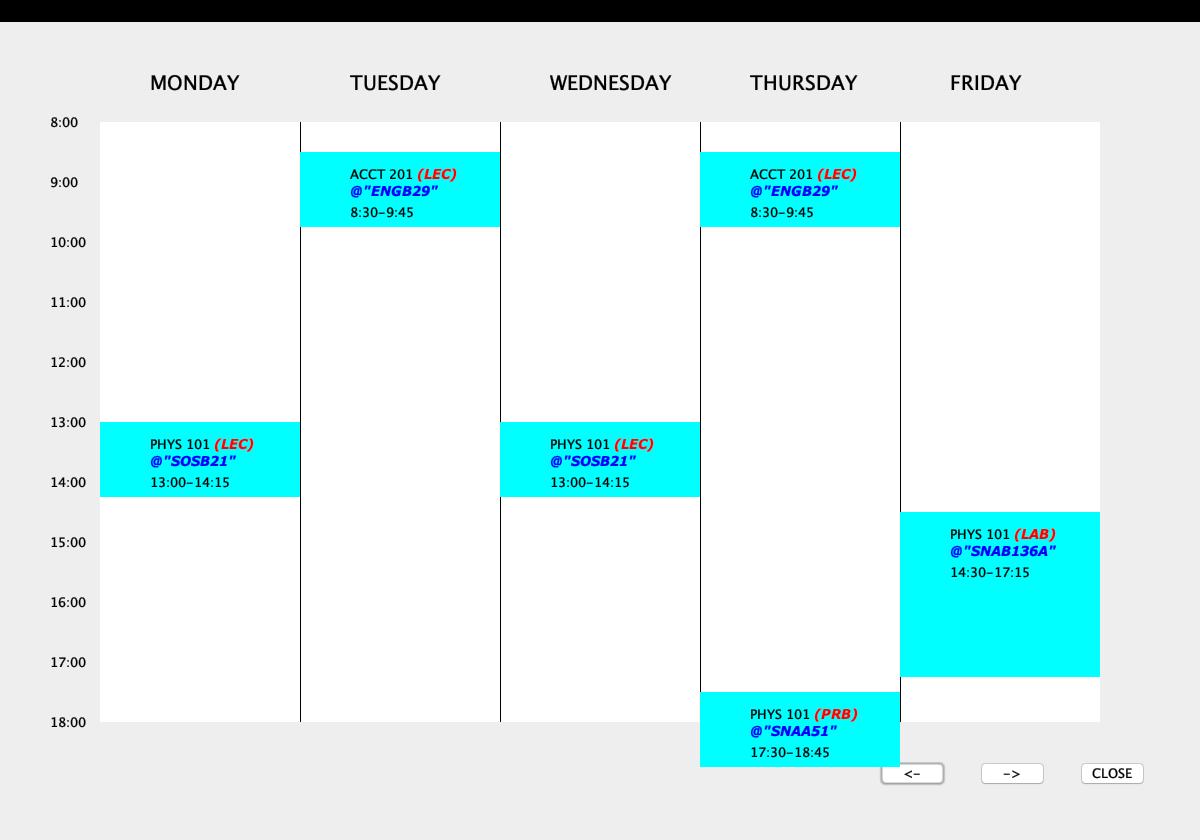 MONDAY TUESDAY WEDNESDAY THURSDAY FRIDAY
8:00
ACCT 201 (LEC) ACCT 201 (LEC)
9:00
@"ENGB29" @"ENGB29"
8:30-9:45 8:30-9:45
10:00
11:00
12:00
13:00
PHYS 101 (LEC) PHYS 101 (LEC)
@"SOSB21" @"SOSB21"
14:00
13:00-14:15 13:00-14:15
PHYS 101 (LAB)
15:00
@"SNAB136A"
14:30-17:15
16:00
17:00
PHYS 101 (PRB)
18:00
@"SNAA51"
17:30-18:45
<- -> CLOSE